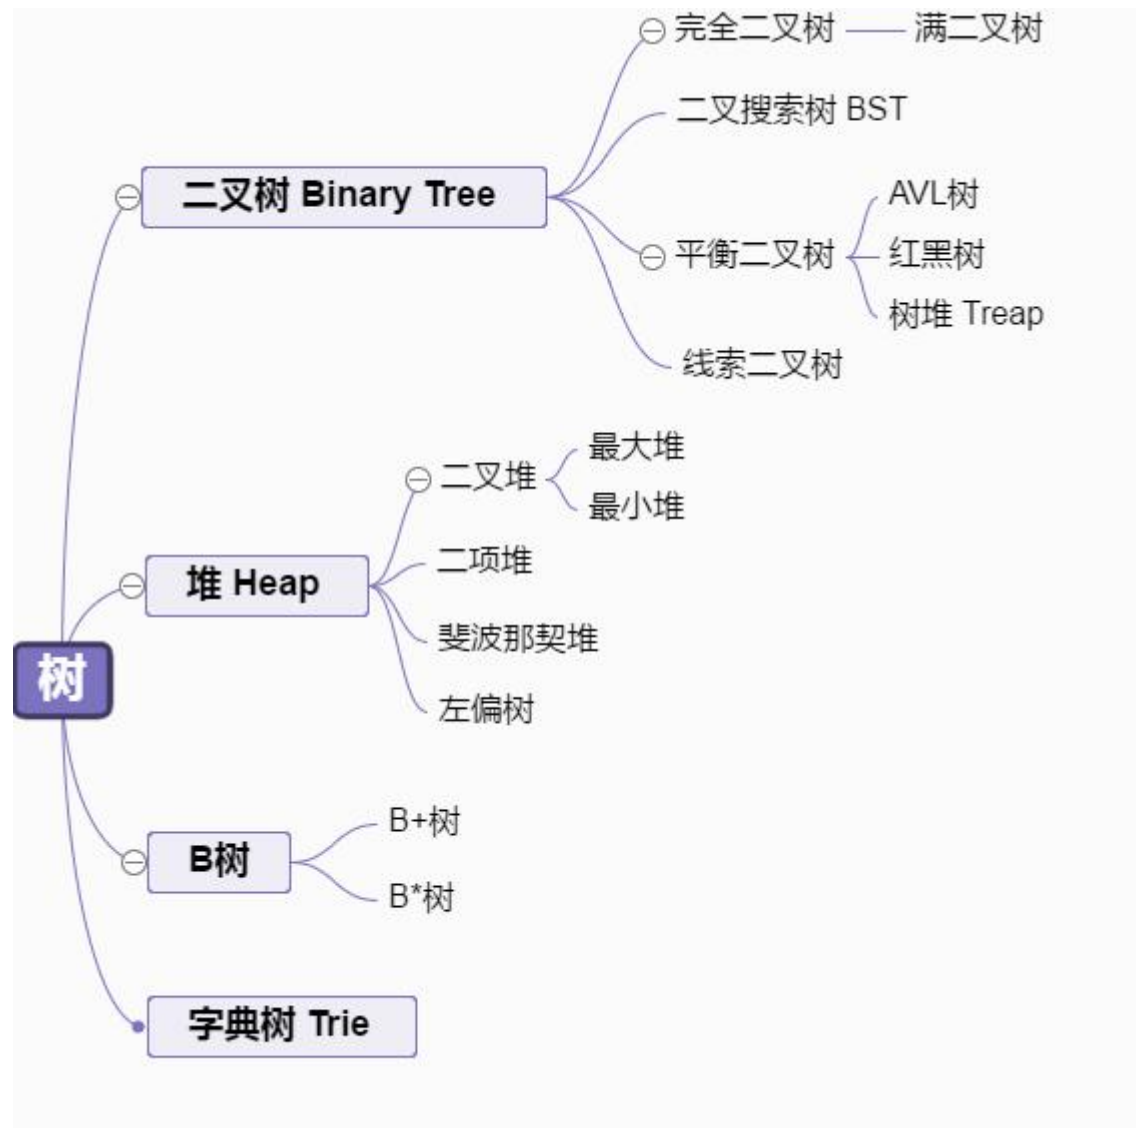 树
二叉树 Binary Tree
完全二叉树
满二叉树
二叉搜索树 BST
平衡二叉树
AVL树
红黑树
树堆 Treap
线索二叉树
堆 Heap
二叉堆
最大堆
最小堆
二项堆
斐波那契堆
左偏树
B树
B+树
B*树
字典树 Trie